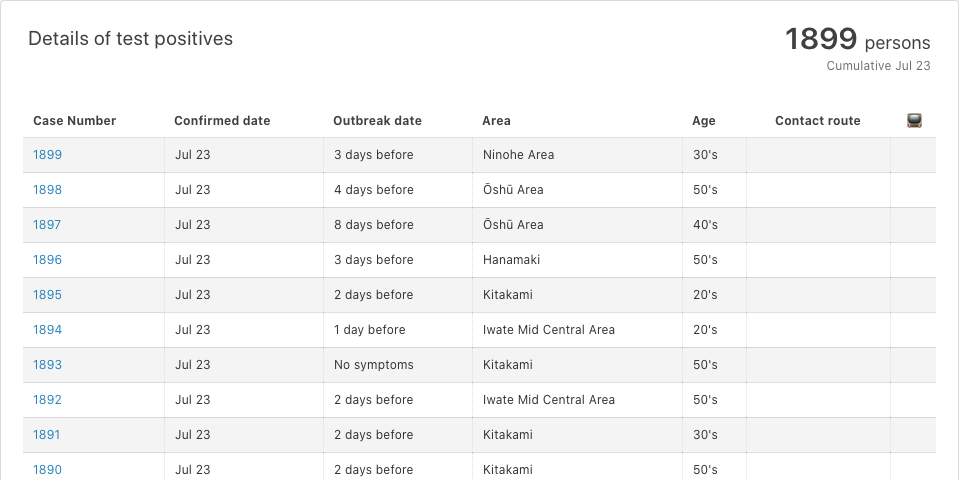 Details of test positives
1899 persons
Cumulative Jul 23
Case Number Confirmed date Outbreak date Area Age Contact route
1899 Jul 23 3 days before Ninohe Area 30's
1898 Jul 23 4 days before Ōshū Area 50's
1897 Jul 23 8 days before Ōshū Area 40's
1896 Jul 23 3 days before Hanamaki 50's
1895 Jul 23 2 days before Kitakami 20's
1894 Jul 23 1 day before Iwate Mid Central Area 20's
1893 Jul 23 No symptoms Kitakami 50's
1892 Jul 23 2 days before Iwate Mid Central Area 50's
1891 Jul 23 2 days before Kitakami 30's
1890 Jul 23 2 days before Kitakami 50's